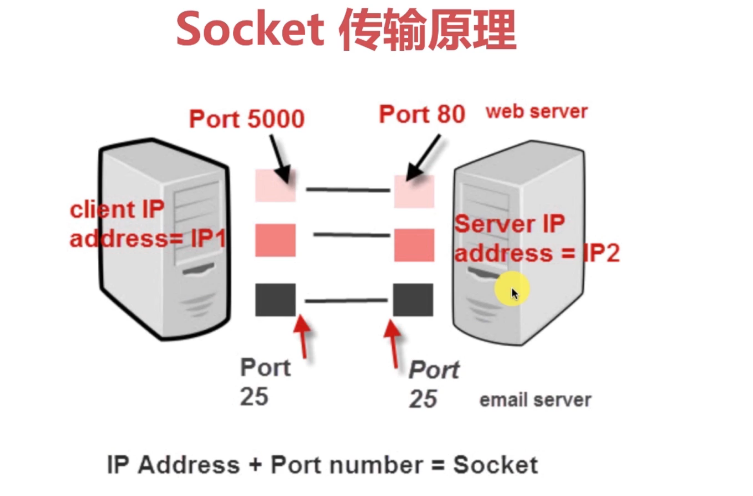 Socket 传输原理
Port 5000
Port 80
web server
client IP
address= IP1
Server IP
address = IP2
Port
25
Port
25
email server
IP Address + Port number = Socket